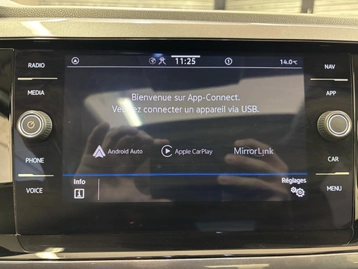 RADIO
11:25
14.0°C
NAV
MEDIA
APP
Bienvenue sur App-Connect.
Veuillez connecter un appareil via USB.
Android Auto
Apple CarPlay
MirrorLink
PHONE
CAR
VOICE
Info
Réglages
MENU